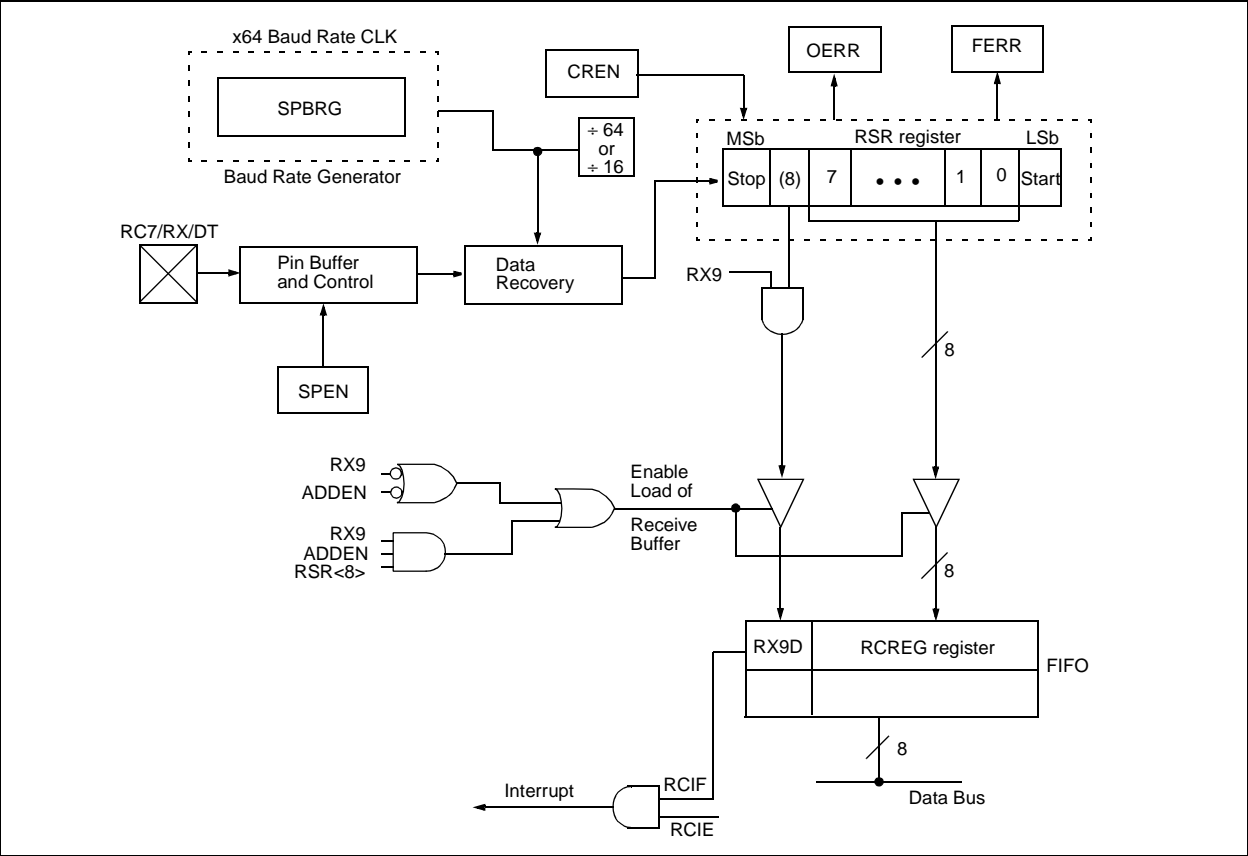 x64 Baud Rate CLK
SPBRG
Baud Rate Generator
CREN
OERR
FERR
÷ 64
or
÷ 16
MSb
RSR register
LSb
Stop
(8)
7
• • •
1
0
Start
RC7/RX/DT
Pin Buffer
and Control
Data
Recovery
SPEN
RX9
8
RX9
ADDEN
RX9
ADDEN
RSR<8>
Enable
Load of
Receive
Buffer
8
RX9D
RCREG register
FIFO
8
Data Bus
Interrupt
RCIF
RCIE